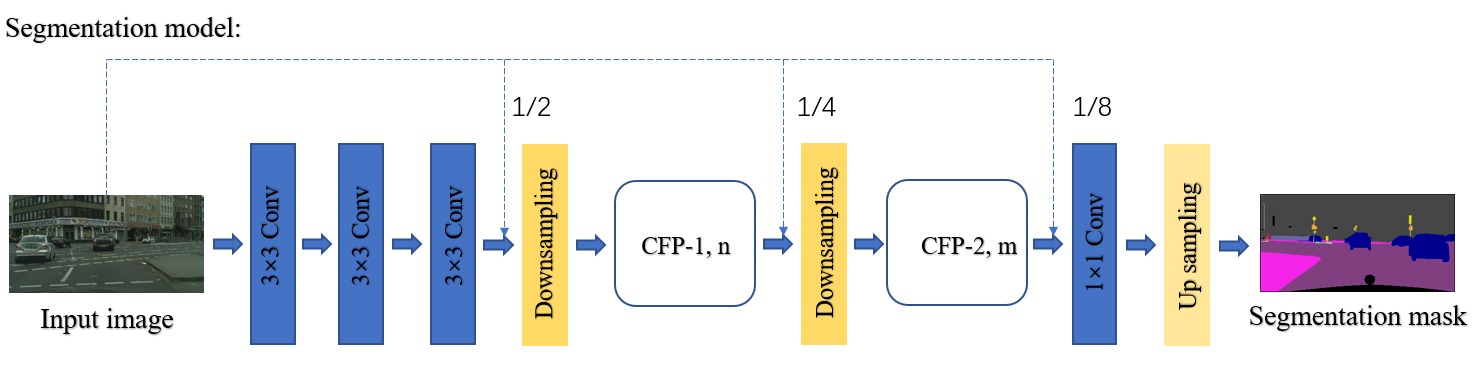 Segmentation model:
1/2
1/4
1/8
3×3 Conv
3×3 Conv
3×3 Conv
Downsampling
CFP-1, n
Downsampling
CFP-2, m
1×1 Conv
Up sampling
Input image
Segmentation mask